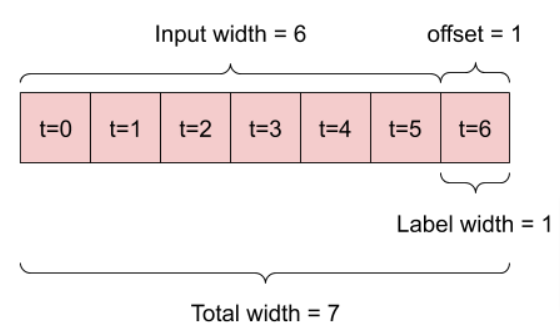 Input width = 6 offset = 1
t=0 t=1 t=2 t=3 t=4 t=5 t=6
Label width = 1
Total width = 7